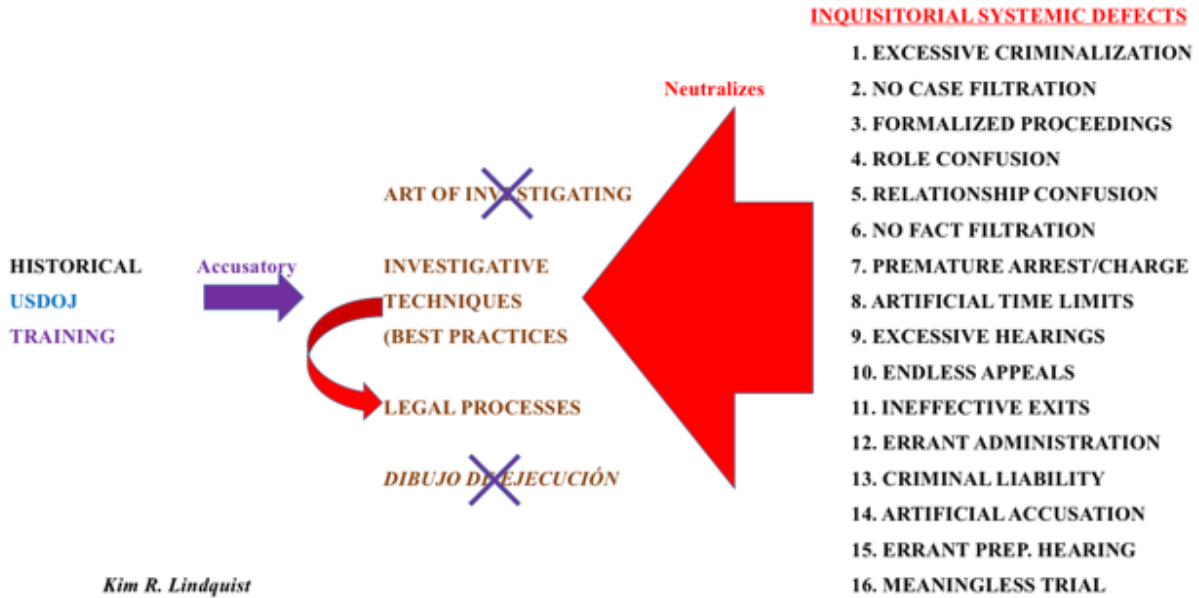 INQUISITORIAL SYSTEMIC DEFECTS
1. EXCESSIVE CRIMINALIZATION
2. NO CASE FILTRATION
3. FORMALIZED PROCEEDINGS
4. ROLE CONFUSION
5. RELATIONSHIP CONFUSION
6. NO FACT FILTRATION
7. PREMATURE ARREST/CHARGE
8. ARTIFICIAL TIME LIMITS
9. EXCESSIVE HEARINGS
10. ENDLESS APPEALS
11. INEFFECTIVE EXITS
12. ERRANT ADMINISTRATION
13. CRIMINAL LIABILITY
14. ARTIFICIAL ACCUSATION
15. ERRANT PREP. HEARING
16. MEANINGLESS TRIAL
Neutralizes
ART OF INVESTIGATING
INVESTIGATIVE
TECHNIQUES
(BEST PRACTICES
LEGAL PROCESSES
DIBUJO DE EJECUCIÓN
Accusatory
HISTORICAL
USDOJ
TRAINING
Kim R. Lindquist